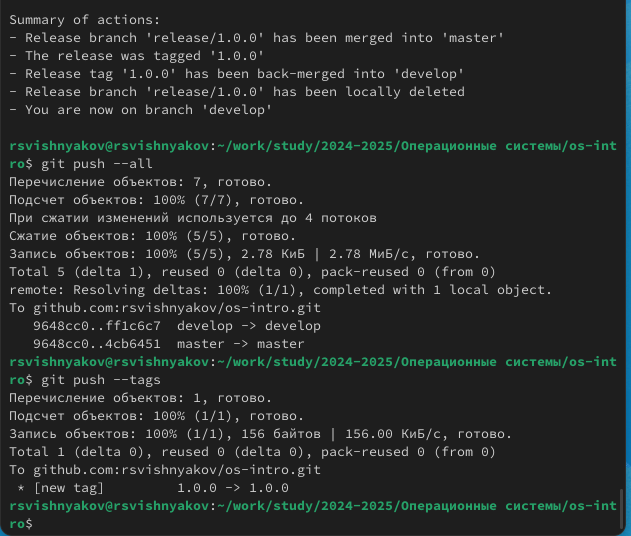 Summary of actions:
- Release branch 'release/1.0.0' has been merged into 'master'
- The release was tagged '1.0.0'
- Release tag '1.0.0' has been back-merged into 'develop'
- Release branch 'release/1.0.0' has been locally deleted
- You are now on branch 'develop'
rsvishnyakov@rsvishnyakov:~/work/study/2024-2025/Операционные системы/os-int
ro$ git push --all
Перечисление объектов: 7, готово.
Подсчет объектов: 100% (7/7), готово.
При сжатии изменений используется до 4 потоков
Сжатие объектов: 100% (5/5), готово.
Запись объектов: 100% (5/5), 2.78 КиБ | 2.78 МиБ/с, готово.
Total 5 (delta 1), reused 0 (delta 0), pack-reused 0 (from 0)
remote: Resolving deltas: 100% (1/1), completed with 1 local object.
To github.com:rsvishnyakov/os-intro.git
   9648cc0..ff1c6c7  develop -> develop
   9648cc0..4cb6451  master -> master
rsvishnyakov@rsvishnyakov:~/work/study/2024-2025/Операционные системы/os-int
ro$ git push --tags
Перечисление объектов: 1, готово.
Подсчет объектов: 100% (1/1), готово.
Запись объектов: 100% (1/1), 156 байтов | 156.00 КиБ/с, готово.
Total 1 (delta 0), reused 0 (delta 0), pack-reused 0 (from 0)
To github.com:rsvishnyakov/os-intro.git
 * [new tag]         1.0.0 -> 1.0.0
rsvishnyakov@rsvishnyakov:~/work/study/2024-2025/Операционные системы/os-int
ro$